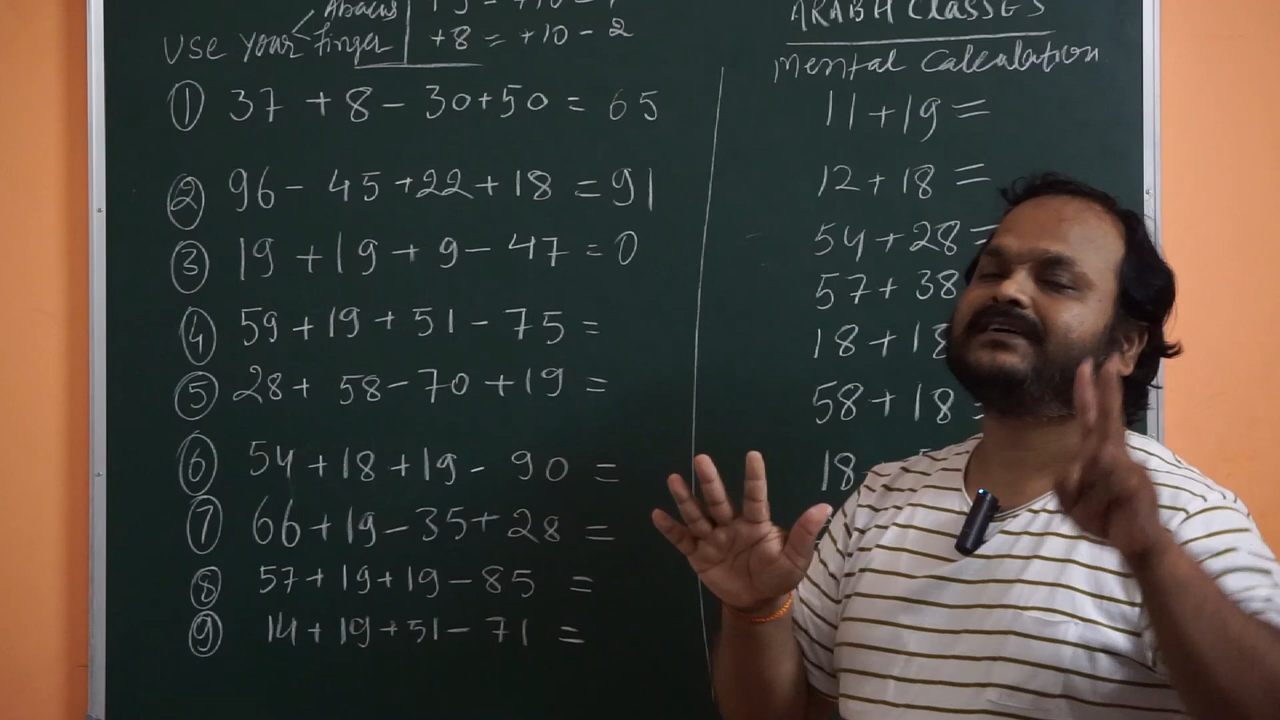 Abacus
USE your finger
+8 = +10 - 2
① 37 + 8 - 30 + 50 = 65
② 96 - 45 + 22 + 18 = 91
③ 19 + 19 + 9 - 47 = 0
④ 59 + 19 + 51 - 75 =
⑤ 28 + 58 - 70 + 19 =
⑥ 54 + 18 + 19 - 90 =
⑦ 66 + 19 - 35 + 28 =
⑧ 57 + 19 + 19 - 85 =
⑨ 14 + 19 + 51 - 71 =
ARABH Classes
Mental Calculation
11 + 19 =
12 + 18 =
54 + 28 =
57 + 38
18 + 18
58 + 18 =
18